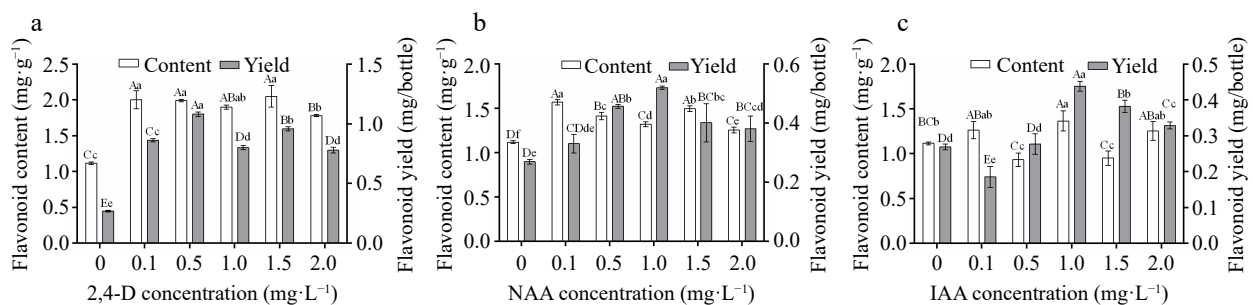 a
Flavonoid content (mg·g⁻¹)
2.5
2.0
1.5
1.0
0.5
0.0
Content Yield
Cc Ee Aa Cc Aa Aa ABab Dd Aa Bb Bb Dd
1.5
1.0
0.5
0.0
Flavonoid yield (mg/bottle)
0 0.1 0.5 1.0 1.5 2.0
2,4-D concentration (mg·L⁻¹)
b
Flavonoid content (mg·g⁻¹)
2.0
1.5
1.0
0.5
0.0
Content Yield
Df De Aa CDde Bc ABb Cd Aa Ab BCbc Ce BCcd
0.6
0.4
0.2
0.0
Flavonoid yield (mg/bottle)
0 0.1 0.5 1.0 1.5 2.0
NAA concentration (mg·L⁻¹)
c
Flavonoid content (mg·g⁻¹)
2.0
1.5
1.0
0.5
0.0
Content Yield
BCb Dd ABab Ee Cc Dd Aa Aa Cc Bb ABab Cc
0.5
0.4
0.3
0.2
0.1
0.0
Flavonoid yield (mg/bottle)
0 0.1 0.5 1.0 1.5 2.0
IAA concentration (mg·L⁻¹)